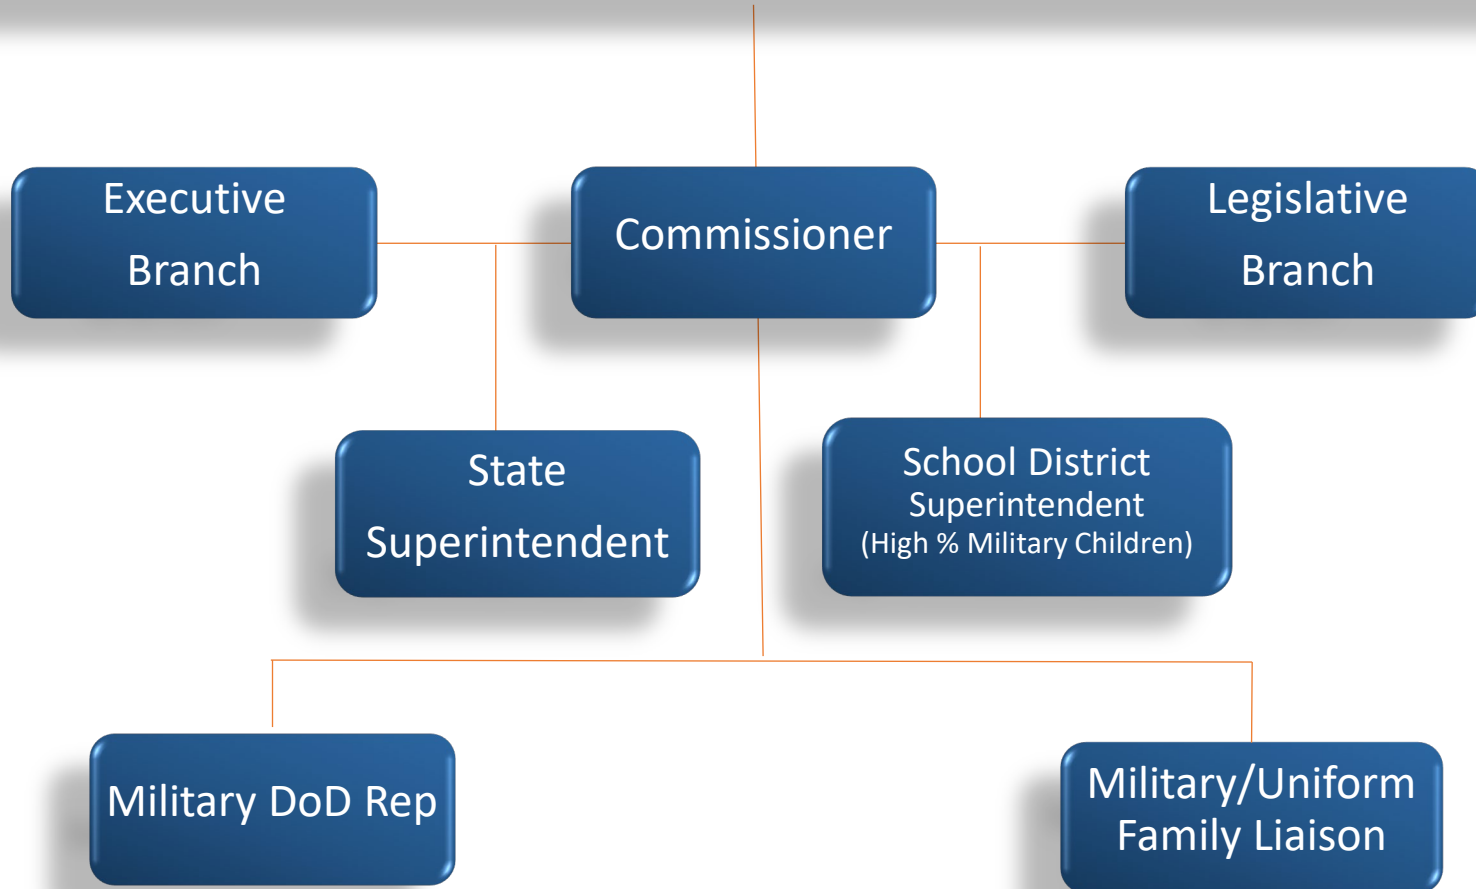 Executive
Branch
Commissioner
Legislative
Branch
State
Superintendent
School District
Superintendent
(High % Military Children)
Military DoD Rep
Military/Uniform
Family Liaison